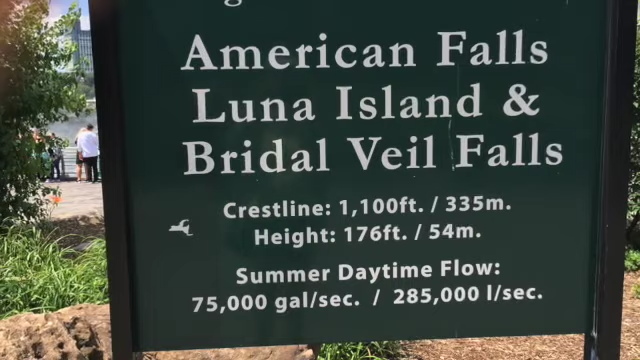 American Falls
Luna Island &
Bridal Veil Falls
Crestline: 1,100ft. / 335m.
Height: 176ft. / 54m.
Summer Daytime Flow:
75,000 gal/sec. / 285,000 l/sec.